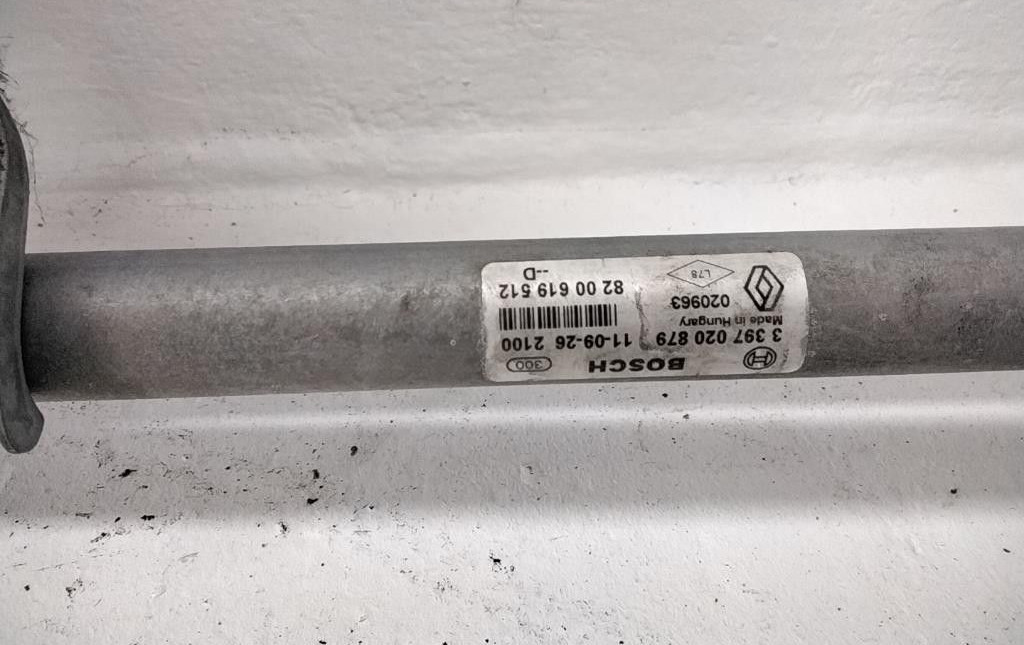 BOSCH 300
3 397 020 879 11-09-26 2100
Made in Hungary
020963
L78 82 00 619 512
--D